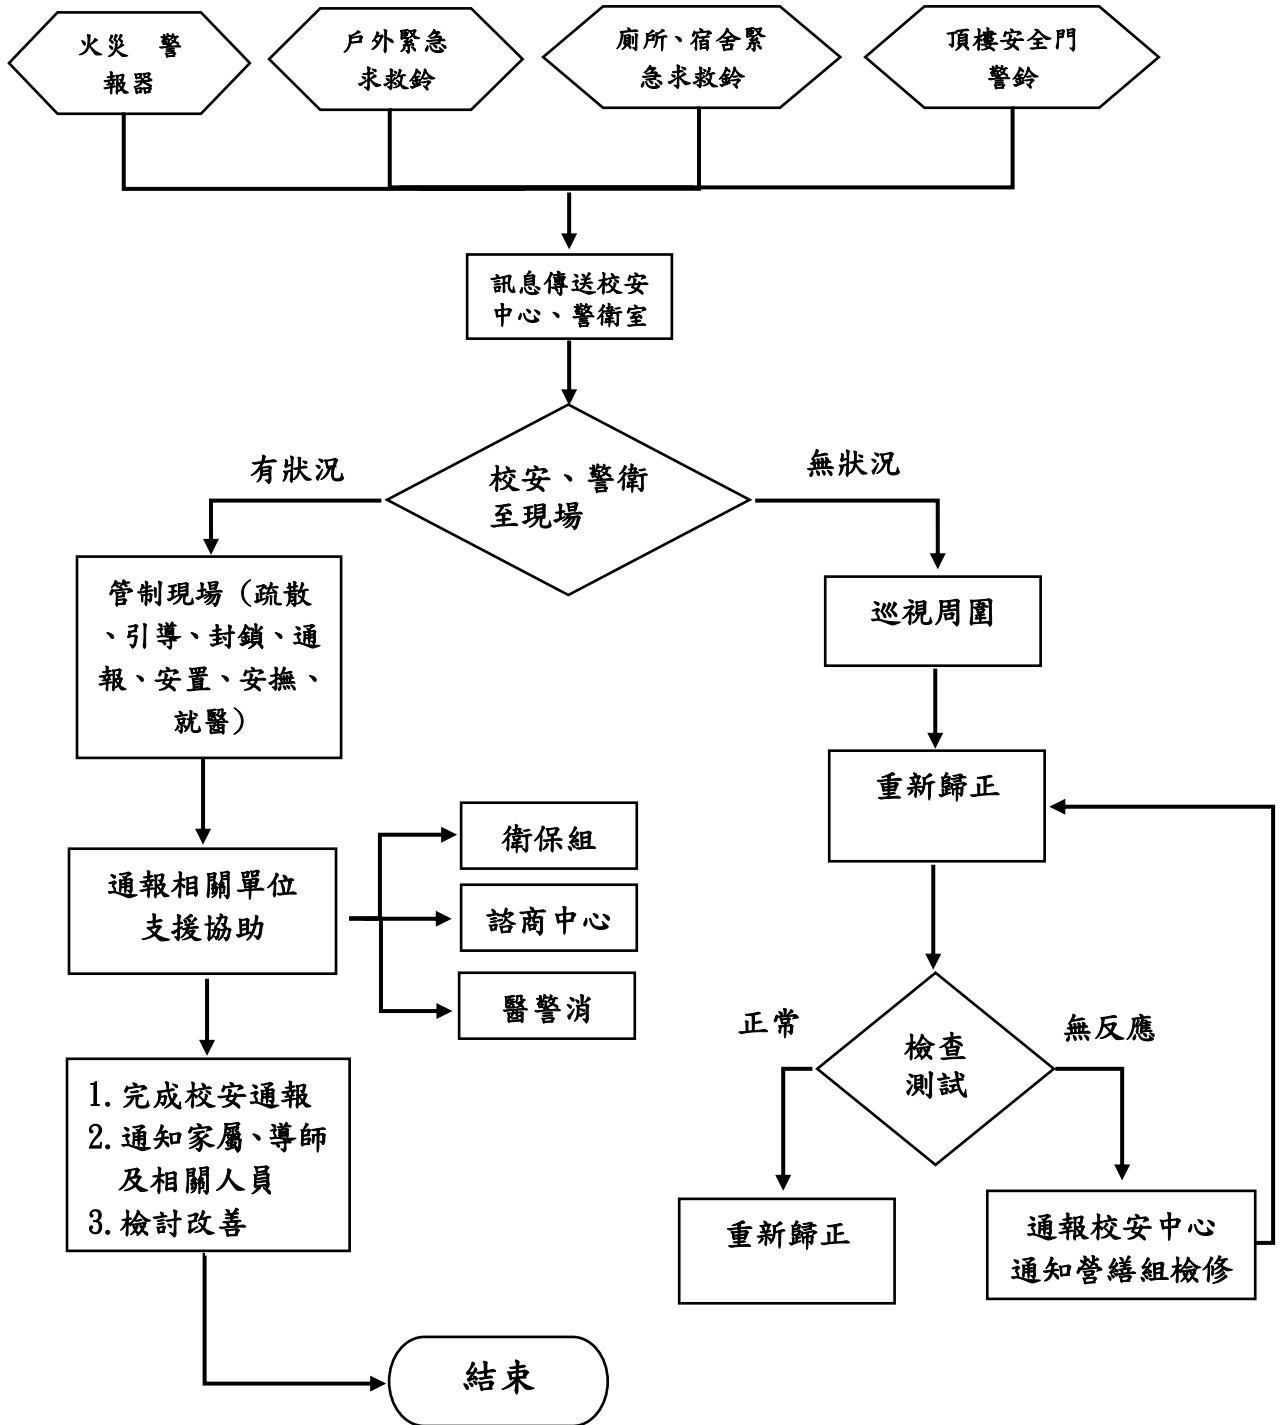 火災　警
報器
戶外緊急
求救鈴
廁所、宿舍緊
急求救鈴
頂樓安全門
警鈴
訊息傳送校安
中心、警衛室
有狀況
無狀況
校安、警衛
至現場
管制現場（疏散
、引導、封鎖、通
報、安置、安撫、
就醫）
巡視周圍
重新歸正
通報相關單位
支援協助
衛保組
諮商中心
醫警消
正常
無反應
檢查
測試
1.完成校安通報
2.通知家屬、導師
及相關人員
3.檢討改善
重新歸正
通報校安中心
通知營繕組檢修
結束